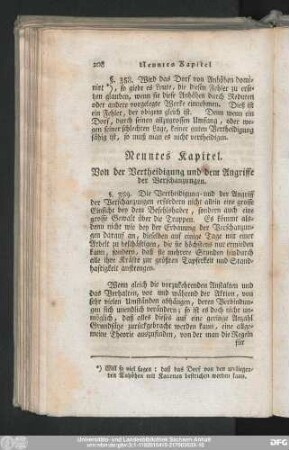 208 Neuntes Kapitel
§. 358. Wird das Dorf von Anhöhen domi-
nirt *), so giebt es Leute, die diesen Fehler zu erse-
tzen glauben, wenn sie diese Anhöhen durch Redouten
oder andere vorgelegte Werke einnehmen. Dieß ist
ein Fehler, der obigem gleich ist. Denn wenn ein
Dorf, durch seinen allzugrossen Umfang, oder we-
gen seiner schlechten Lage, keiner guten Vertheidigung
fähig ist, so muß man es nicht vertheidigen.
Neuntes Kapitel.
Von der Vertheidigung und dem Angriffe
der Verschanzungen.
§. 359. Die Vertheidigung und der Angriff
der Verschanzungen erfordern nicht allein eine grosse
Einsicht bey dem Befehlshaber, sondern auch eine
grosse Gewalt über die Truppen. Es kömmt als-
denn nicht wie bey der Erbauung der Verschanzungen
darauf an, dieselben auf einige Tage mit einer
Arbeit zu beschäftigen, die sie höchstens nur ermüden
kann, sondern, daß sie mehrere Stunden hindurch
alle ihre Kräfte zur größten Tapferkeit und Stand-
haftigkeit anstrengen.
Wenn gleich die vorzukehrenden Anstalten und
das Verhalten, vor und während der Aktion, von
sehr vielen Umständen abhängen, deren Verbindun-
gen sich unendlich verändern; so ist es doch nicht un-
möglich, daß alles dieses auf eine geringe Anzahl
Grundsätze zurückgebracht werden kann, eine allge-
meine Theorie auszufinden, von der man die Regeln
für
*) Will so viel sagen: daß das Dorf von den umliegen-
den Anhöhen mit Kanonen bestrichen werden kann.
Universitäts- und Landesbibliothek Sachsen-Anhalt